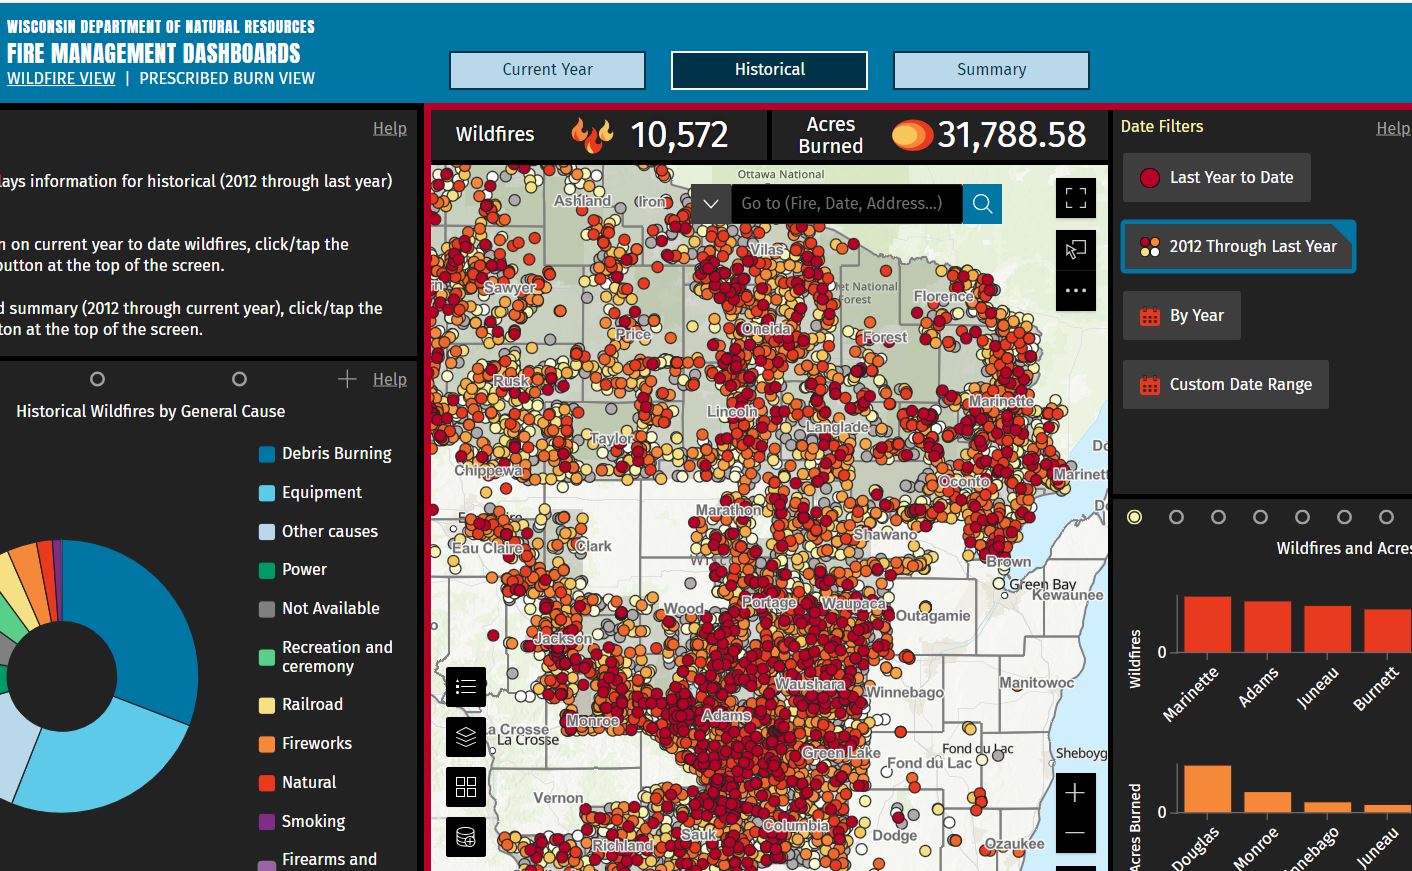 WISCONSIN DEPARTMENT OF NATURAL RESOURCES
FIRE MANAGEMENT DASHBOARDS
WILDFIRE VIEW | PRESCRIBED BURN VIEW
Current Year
Historical
Summary
Help
lays information for historical (2012 through last year)
n on current year to date wildfires, click/tap the
button at the top of the screen.
d summary (2012 through current year), click/tap the
ton at the top of the screen.
Help
Historical Wildfires by General Cause
Debris Burning
Equipment
Other causes
Power
Not Available
Recreation and
ceremony
Railroad
Fireworks
Natural
Smoking
Firearms and
Wildfires
10,572
Acres
Burned
31,788.58
Go to (Fire, Date, Address...)
Ottawa National
Ashland
Iron
Vilas
Sawyer
et National
Forest
Florence
Oneida
Price
Forest
Rusk
Lincoln
Marinette
Langlade
Taylor
Chippewa
Oconto
Marinett
Marathon
Shawano
Eau Claire
Clark
Brown
Green Bay
Kewaunee
Wood
Portage
Waupaca
Outagamie
Jackson
Waushara
Winnebago
Manitowoc
Monroe
Adams
La Crosse
La Crosse
Green Lake
Fond du Lac
Fond du Lac
Sheboyg
Vernon
Sauk
Columbia
Dodge
Richland
Ozaukee
Date Filters
Help
Last Year to Date
2012 Through Last Year
By Year
Custom Date Range
Wildfires and Acres
Wildfires
0
Marinette
Adams
Juneau
Burnett
Acres Burned
0
Douglas
Monroe
nnebago
Juneau